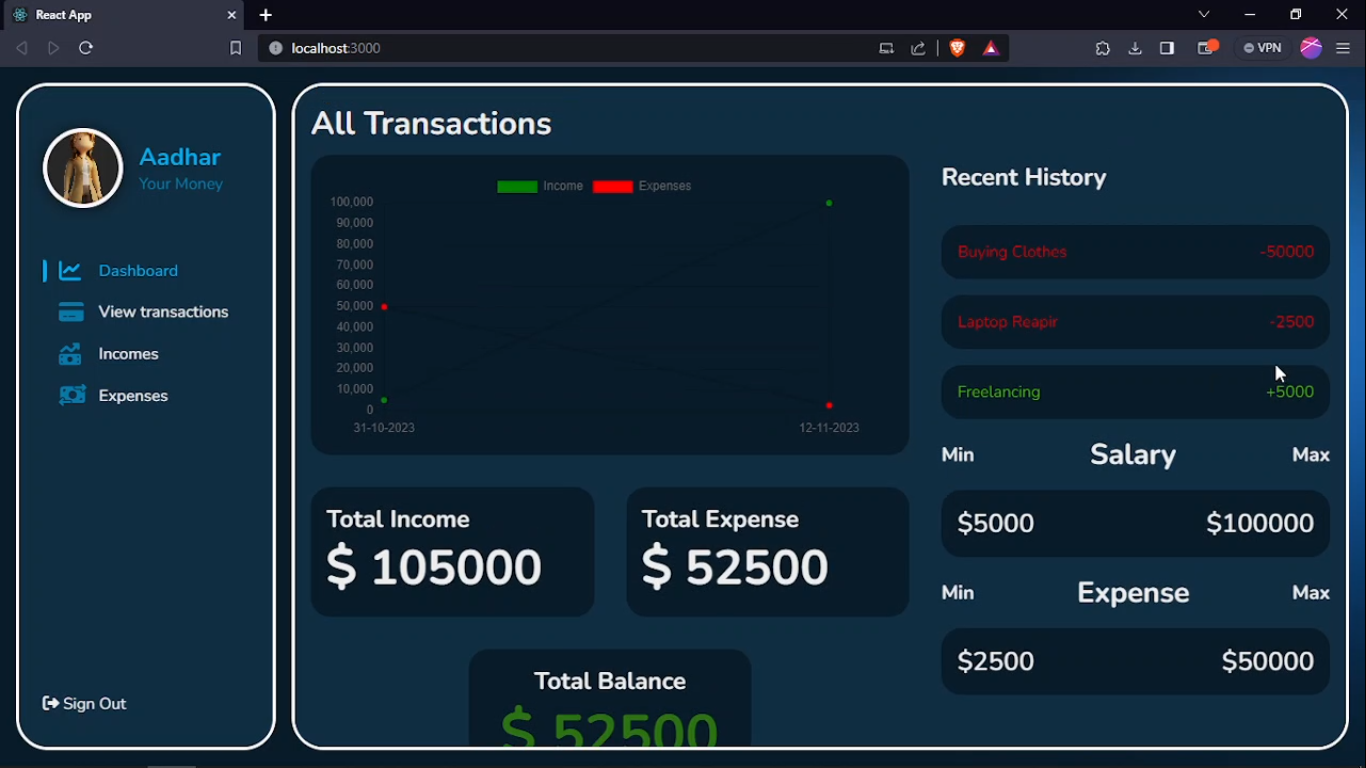 React App
localhost:3000
VPN
Aadhar
Your Money
Dashboard
View transactions
Incomes
Expenses
Sign Out
All Transactions
Income Expenses
100,000
90,000
80,000
70,000
60,000
50,000
40,000
30,000
20,000
10,000
0
31-10-2023 12-11-2023
Total Income
$ 105000
Total Expense
$ 52500
Total Balance
$ 52500
Recent History
Buying Clothes -50000
Laptop Reapir -2500
Freelancing +5000
Min Salary Max
$5000 $100000
Min Expense Max
$2500 $50000